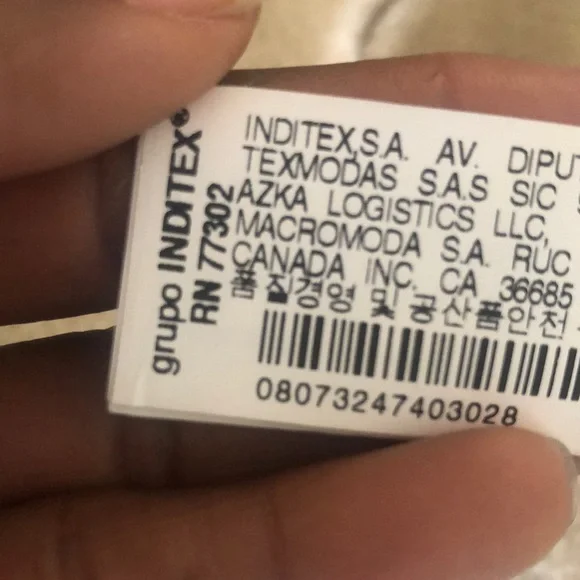 grupo INDITEX®
RN 77302
INDITEX,S.A. AV. DIPUT
TEXMODAS S.A.S SIC
AZKA LOGISTICS LLC,
MACROMODA S.A. RUC
CANADA INC. CA 36685
품질경영 및 공산품안전
08073247403028